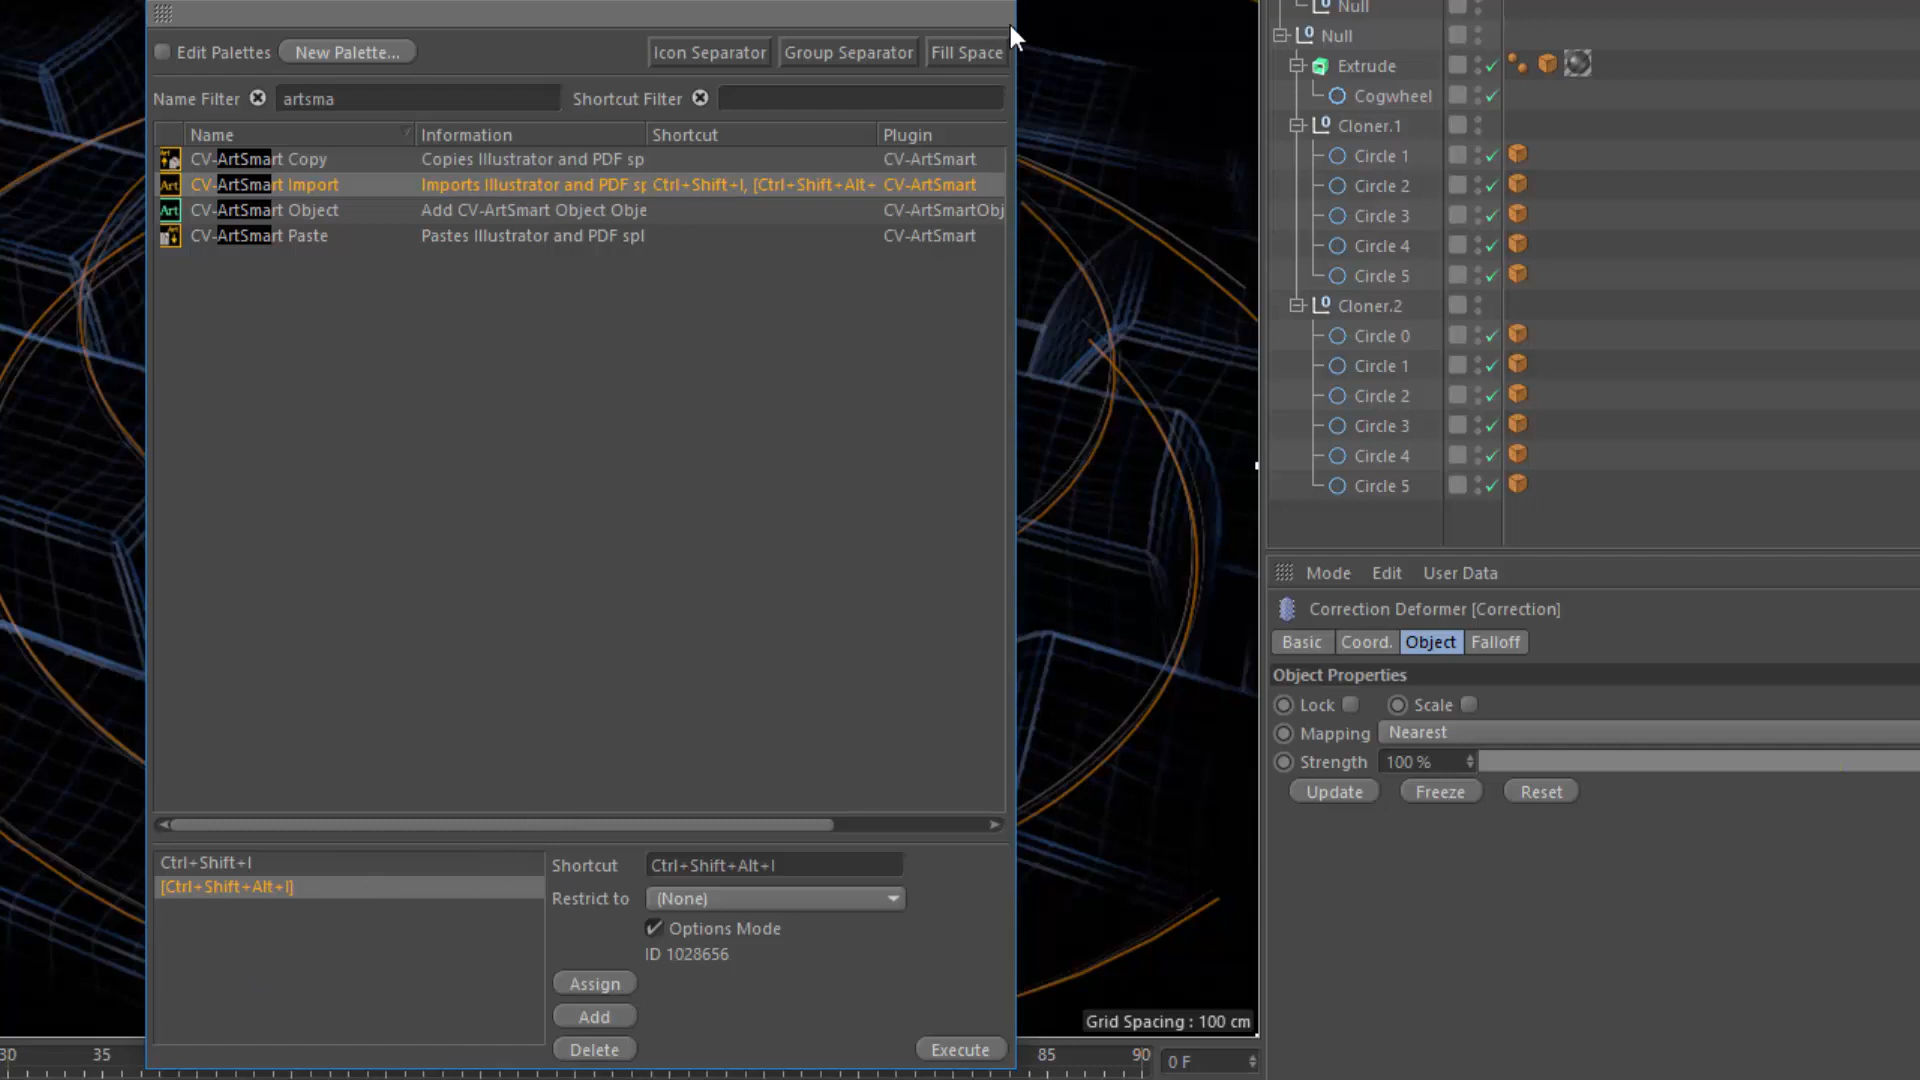 Edit Palettes New Palette... Icon Separator Group Separator Fill Space
Name Filter artsma Shortcut Filter
Name Information Shortcut Plugin
CV-ArtSmart Copy Copies Illustrator and PDF sp CV-ArtSmart
CV-ArtSmart Import Imports Illustrator and PDF sp Ctrl+Shift+I, [Ctrl+Shift+Alt+ CV-ArtSmart
CV-ArtSmart Object Add CV-ArtSmart Object Obje CV-ArtSmartObj
CV-ArtSmart Paste Pastes Illustrator and PDF spl CV-ArtSmart
Ctrl+Shift+I
[Ctrl+Shift+Alt+I]
Shortcut Ctrl+Shift+Alt+I
Restrict to (None)
Options Mode
ID 1028656
Assign
Add
Delete
Execute
Grid Spacing : 100 cm
30 35 85 90 0 F
Null
Null
Extrude
Cogwheel
Cloner.1
Circle 1
Circle 2
Circle 3
Circle 4
Circle 5
Cloner.2
Circle 0
Circle 1
Circle 2
Circle 3
Circle 4
Circle 5
Mode Edit User Data
Correction Deformer [Correction]
Basic Coord. Object Falloff
Object Properties
Lock Scale
Mapping Nearest
Strength 100 %
Update Freeze Reset